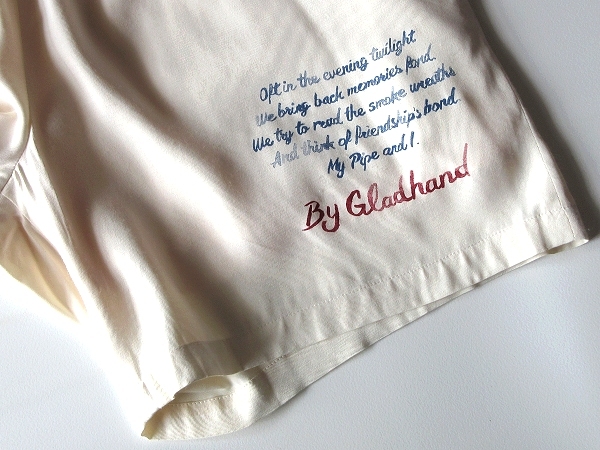 Oft in the evening twilight
We bring back memories fond.
We try to read the smoke wreaths
And think of friendship's bond.
My Pipe and I.
By Gladhand